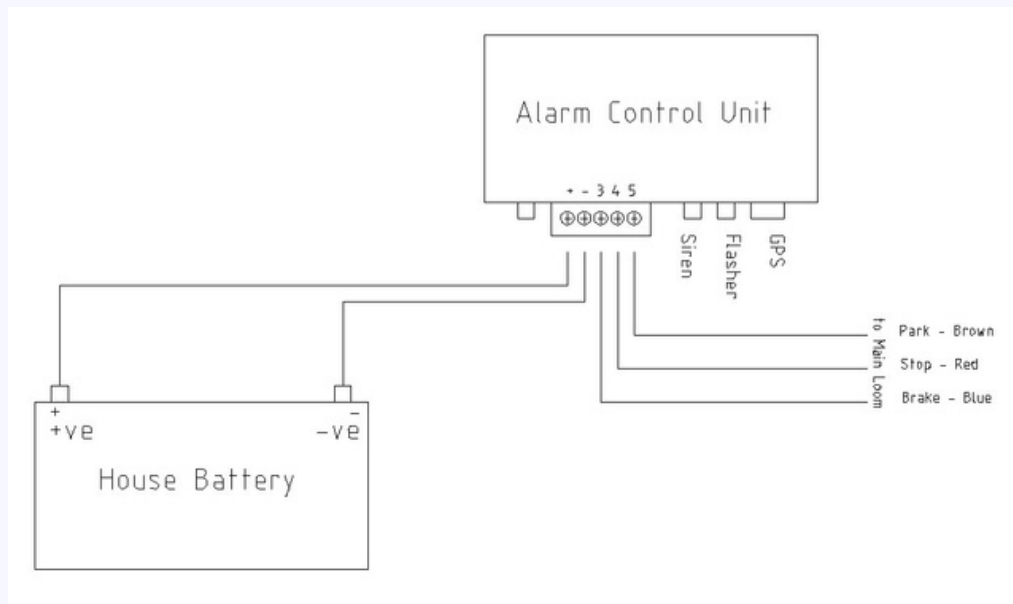 Alarm Control Unit
+ - 3 4 5
Siren
Flasher
GPS
to Main Loom
Park - Brown
Stop - Red
Brake - Blue
+ -
+ve -ve
House Battery